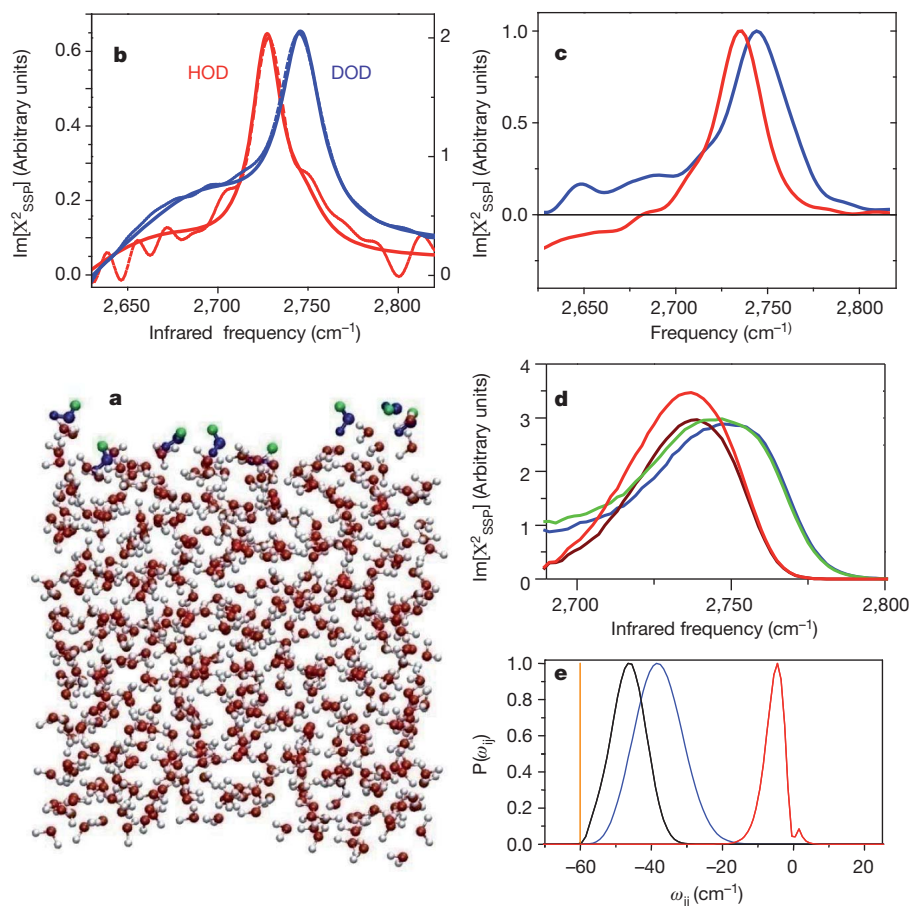 b
HOD
DOD
Im[X²SSP] (Arbitrary units)
0.6
0.4
0.2
0.0
2
1
0
2,650
2,700
2,750
2,800
Infrared frequency (cm⁻¹)
c
Im[X²SSP] (Arbitrary units)
1.0
0.5
0.0
2,650
2,700
2,750
2,800
Frequency (cm⁻¹)
a
d
Im[X²SSP] (Arbitrary units)
4
3
2
1
0
2,700
2,750
2,800
Infrared frequency (cm⁻¹)
e
P(ωij)
1.0
0.8
0.6
0.4
0.2
0.0
−60
−40
−20
0
20
ωij (cm⁻¹)